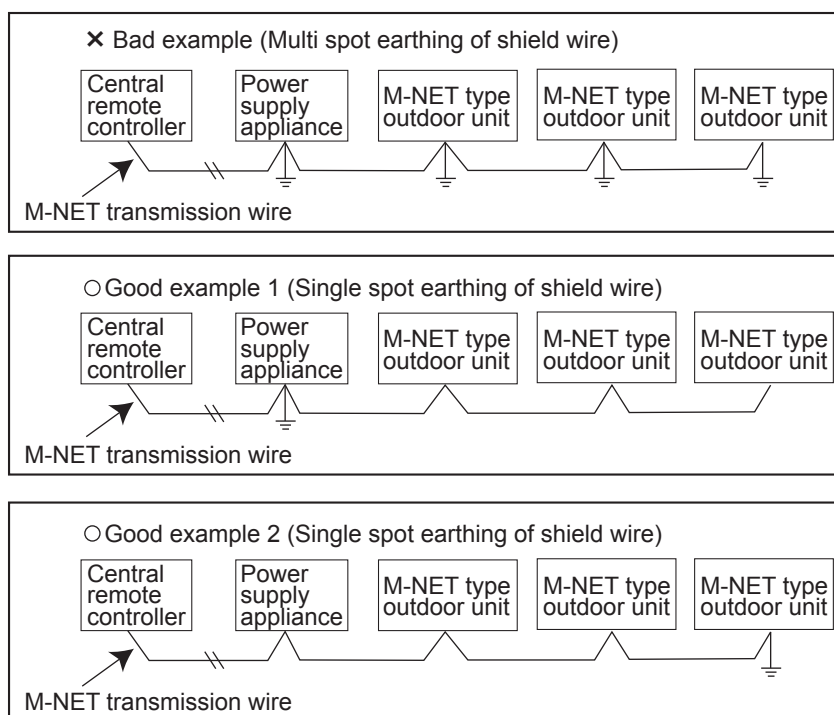 ✕ Bad example (Multi spot earthing of shield wire)
Central
remote
controller
Power
supply
appliance
M-NET type
outdoor unit
M-NET type
outdoor unit
M-NET type
outdoor unit
M-NET transmission wire
○ Good example 1 (Single spot earthing of shield wire)
Central
remote
controller
Power
supply
appliance
M-NET type
outdoor unit
M-NET type
outdoor unit
M-NET type
outdoor unit
M-NET transmission wire
○ Good example 2 (Single spot earthing of shield wire)
Central
remote
controller
Power
supply
appliance
M-NET type
outdoor unit
M-NET type
outdoor unit
M-NET type
outdoor unit
M-NET transmission wire